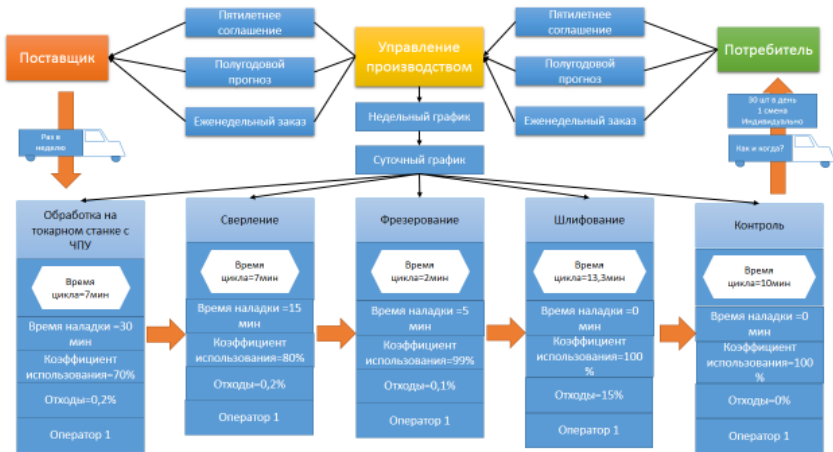 Поставщик
Пятилетнее
соглашение
Полугодовой
прогноз
Еженедельный заказ
Управление
производством
Пятилетнее
соглашение
Полугодовой
прогноз
Еженедельный заказ
Потребитель
Раз в
неделю
Недельный график
Суточный график
30 шт в день
1 смена
Индивидуально
Как и когда?
Обработка на
токарном станке с
ЧПУ
Время
цикла=7мин
Время наладки =30
мин
Коэффициент
использования=70%
Отходы=0,2%
Оператор 1
Сверление
Время
цикла=7мин
Время наладки =15
мин
Коэффициент
использования=80%
Отходы=0,2%
Оператор 1
Фрезерование
Время
цикла=2мин
Время наладки =5
мин
Коэффициент
использования=99%
Отходы=0,1%
Оператор 1
Шлифование
Время
цикла=13,3мин
Время наладки =0
мин
Коэффициент
использования=100
%
Отходы=15%
Оператор 1
Контроль
Время
цикла=10мин
Время наладки =0
мин
Коэффициент
использования=100
%
Отходы=0%
Оператор 1